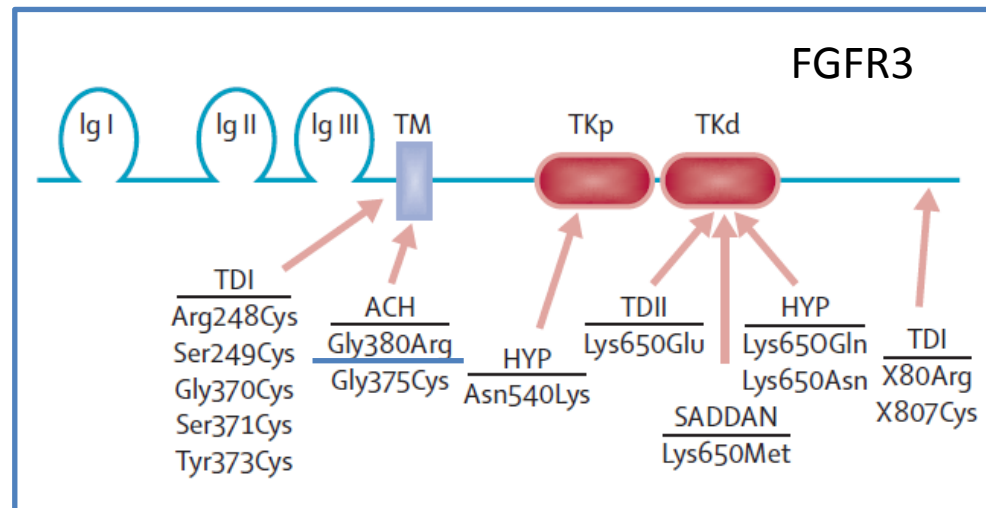 FGFR3
Ig I
Ig II
Ig III
TM
TKp
TKd
TDI
Arg248Cys
Ser249Cys
Gly370Cys
Ser371Cys
Tyr373Cys
ACH
Gly380Arg
Gly375Cys
HYP
Asn540Lys
TDII
Lys650Glu
SADDAN
Lys650Met
HYP
Lys650Gln
Lys650Asn
TDI
X80Arg
X807Cys